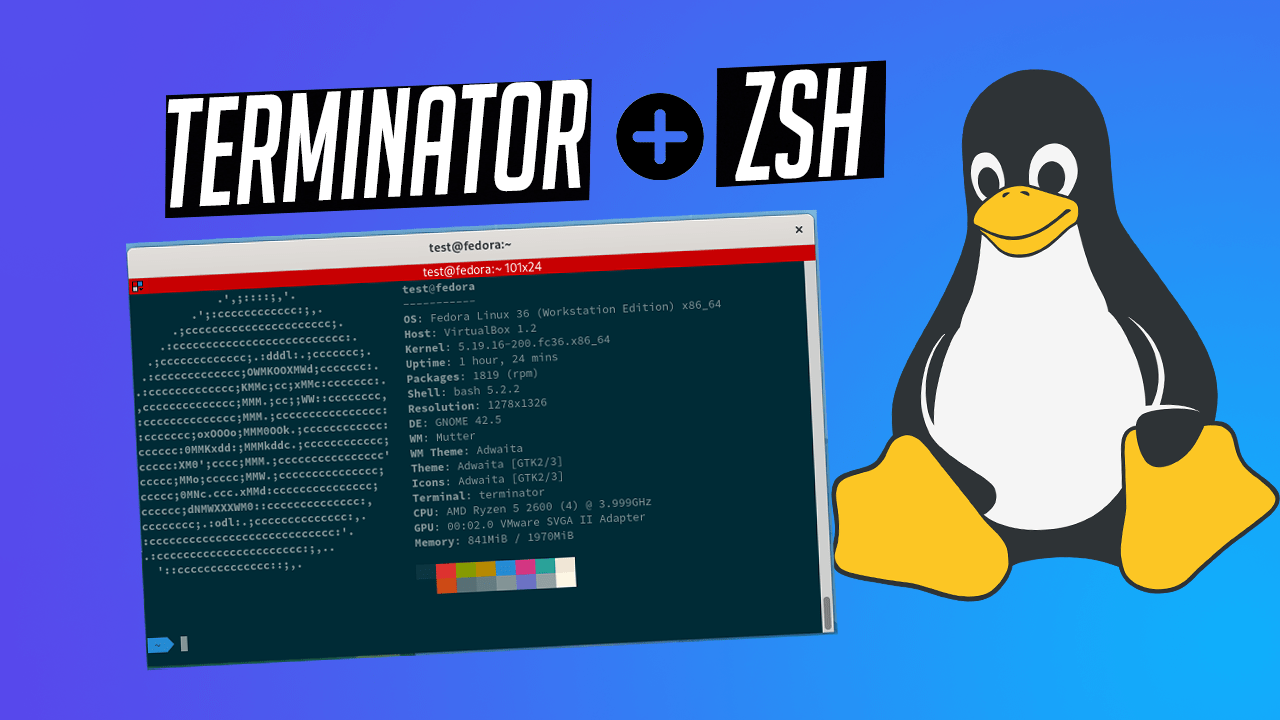 TERMINATOR + ZSH
test@fedora:~ ×
test@fedora:~ 101x24
test@fedora
-----------
OS: Fedora Linux 36 (Workstation Edition) x86_64
Host: VirtualBox 1.2
Kernel: 5.19.16-200.fc36.x86_64
Uptime: 1 hour, 24 mins
Packages: 1819 (rpm)
Shell: bash 5.2.2
Resolution: 1278x1326
DE: GNOME 42.5
WM: Mutter
WM Theme: Adwaita
Theme: Adwaita [GTK2/3]
Icons: Adwaita [GTK2/3]
Terminal: terminator
CPU: AMD Ryzen 5 2600 (4) @ 3.999GHz
GPU: 00:02.0 VMware SVGA II Adapter
Memory: 841MiB / 1970MiB
~